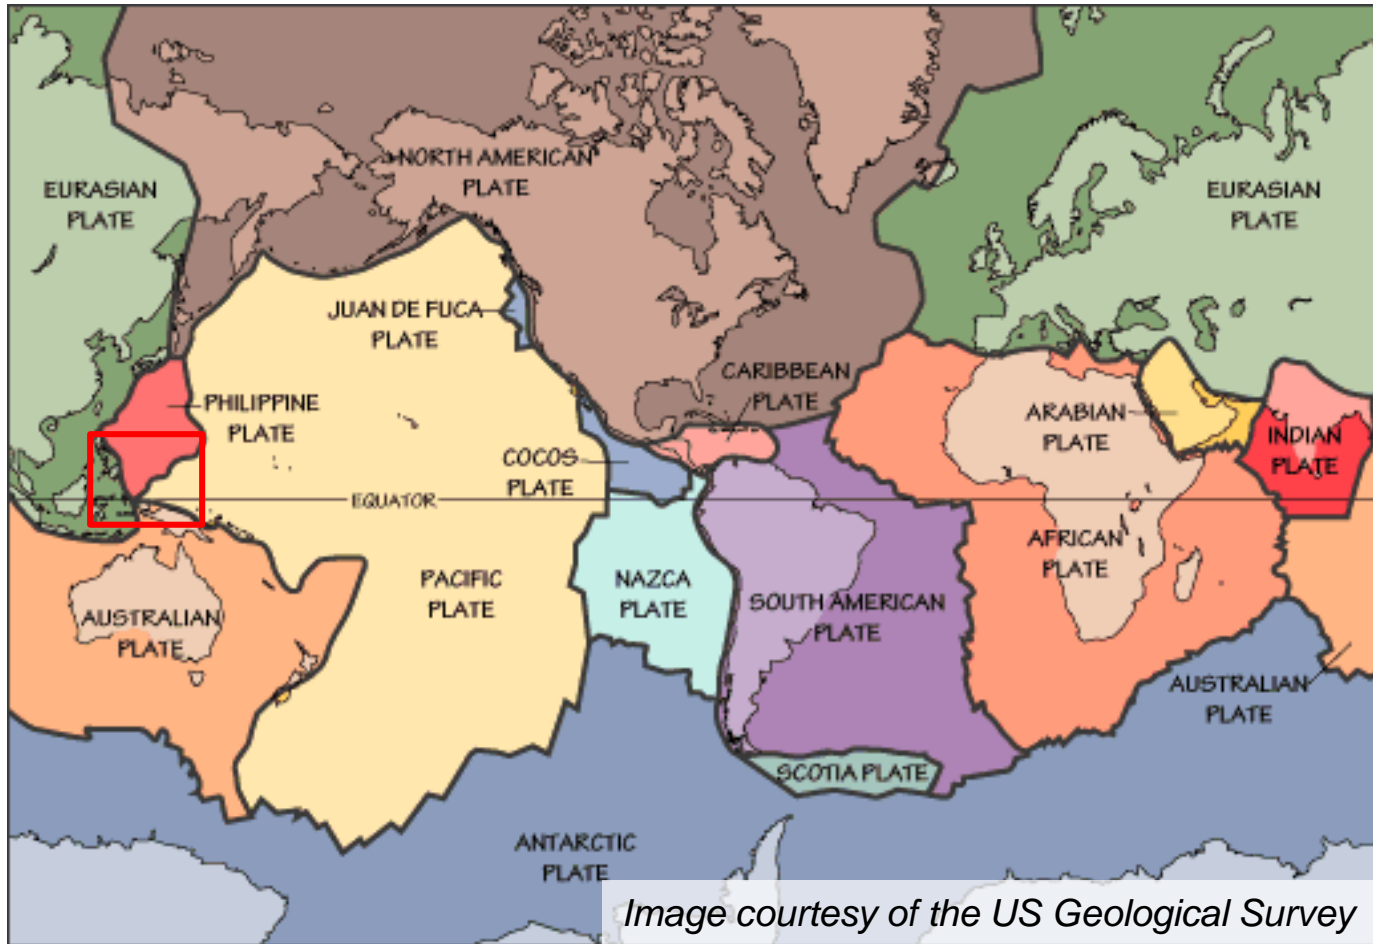 NORTH AMERICAN
PLATE
EURASIAN
PLATE
EURASIAN
PLATE
JUAN DE FUCA
PLATE
CARIBBEAN
PLATE
PHILIPPINE
PLATE
ARABIAN
PLATE
INDIAN
PLATE
COCOS
PLATE
EQUATOR
AFRICAN
PLATE
PACIFIC
PLATE
NAZCA
PLATE
SOUTH AMERICAN
PLATE
AUSTRALIAN
PLATE
AUSTRALIAN
PLATE
SCOTIA PLATE
ANTARCTIC
PLATE
Image courtesy of the US Geological Survey